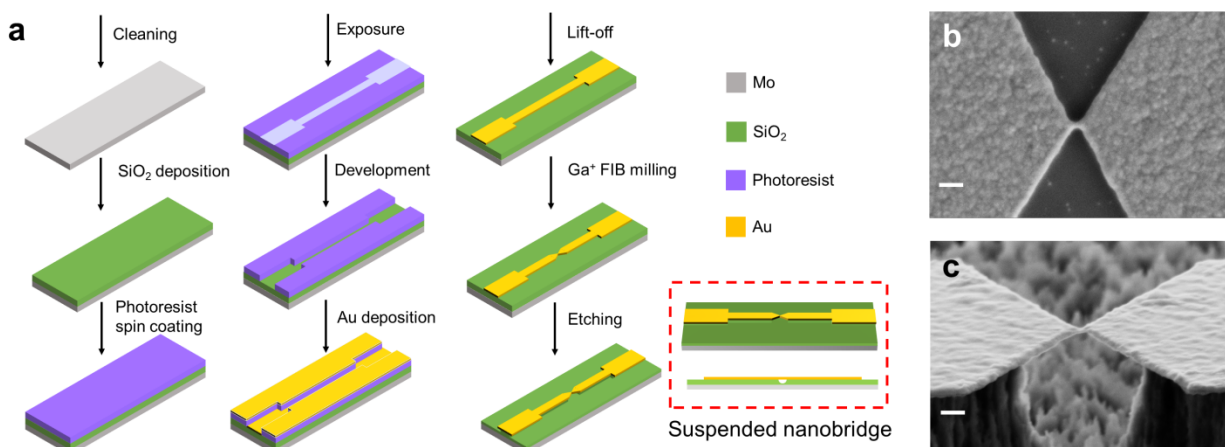 a
Cleaning
SiO₂ deposition
Photoresist
spin coating
Exposure
Development
Au deposition
Lift-off
Ga⁺ FIB milling
Etching
Mo
SiO₂
Photoresist
Au
Suspended nanobridge
b
c